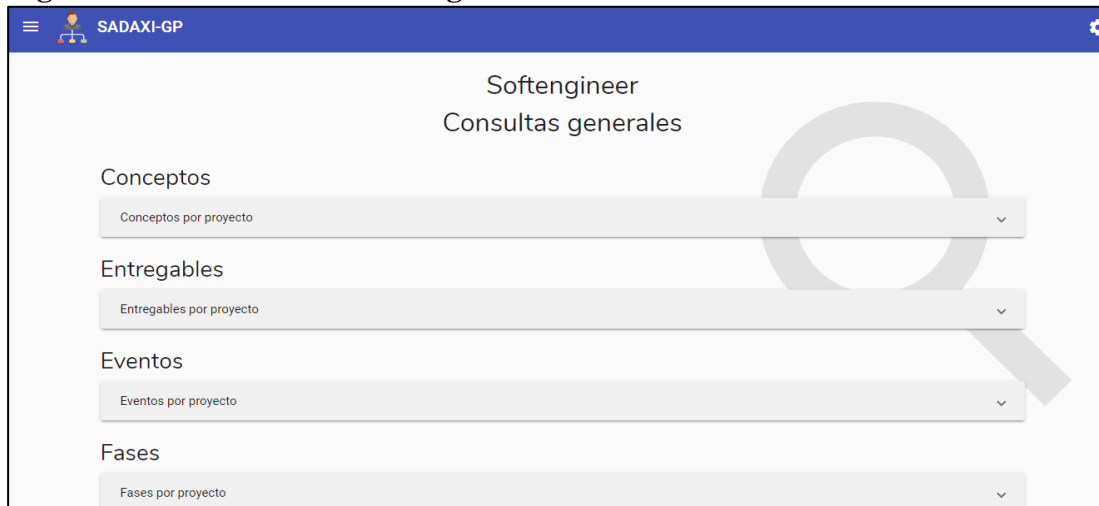 SADAXI-GP
Softengineer
Consultas generales
Conceptos
Conceptos por proyecto
Entregables
Entregables por proyecto
Eventos
Eventos por proyecto
Fases
Fases por proyecto